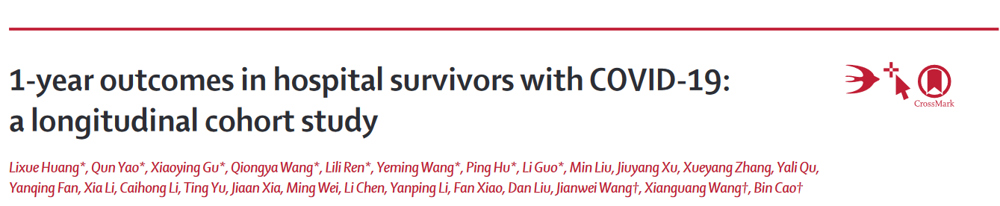 1-year outcomes in hospital survivors with COVID-19:
a longitudinal cohort study
CrossMark
Lixue Huang*, Qun Yao*, Xiaoying Gu*, Qiongya Wang*, Lili Ren*, Yeming Wang*, Ping Hu*, Li Guo*, Min Liu, Jiuyang Xu, Xueyang Zhang, Yali Qu,
Yanqing Fan, Xia Li, Caihong Li, Ting Yu, Jiaan Xia, Ming Wei, Li Chen, Yanping Li, Fan Xiao, Dan Liu, Jianwei Wang†, Xianguang Wang†, Bin Cao†